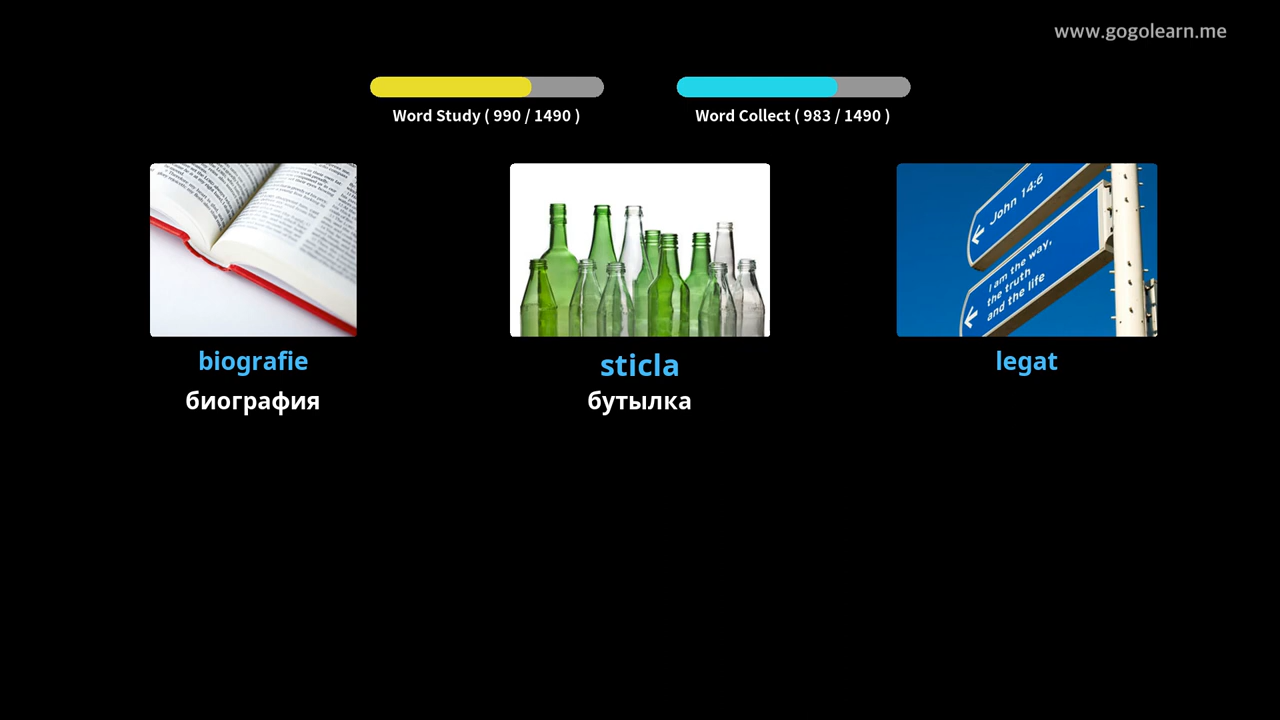 www.gogolearn.me
Word Study ( 990 / 1490 )
Word Collect ( 983 / 1490 )
John 14:6
I am the way,
the truth
and the life
biografie
sticla
legat
биография
бутылка